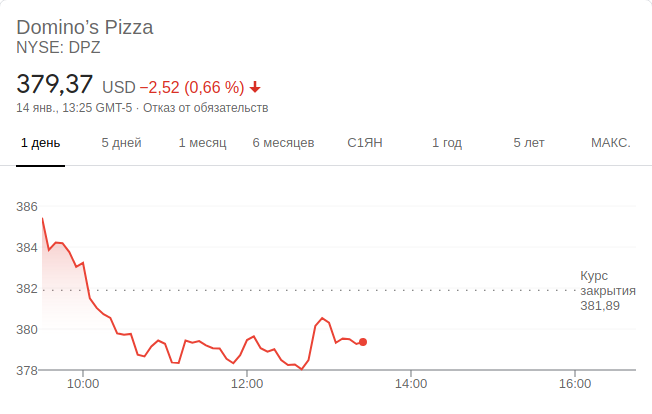 Domino’s Pizza
NYSE: DPZ
379,37 USD −2,52 (0,66 %)
14 янв., 13:25 GMT-5 · Отказ от обязательств
1 день 5 дней 1 месяц 6 месяцев С1ЯН 1 год 5 лет МАКС.
386
384
382
380
378
Курс
закрытия
381,89
10:00 12:00 14:00 16:00